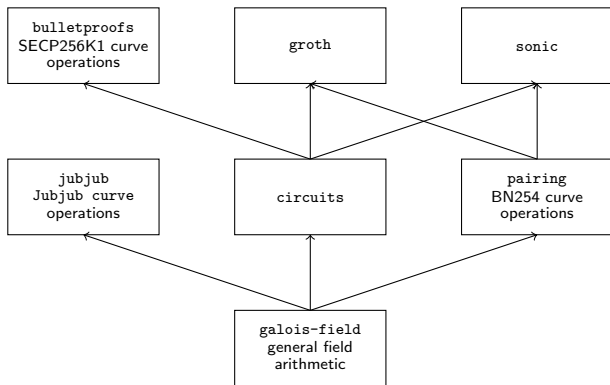 bulletproofs
SECP256K1 curve
operations
groth
sonic
jubjub
Jubjub curve
operations
circuits
pairing
BN254 curve
operations
galois-field
general field
arithmetic